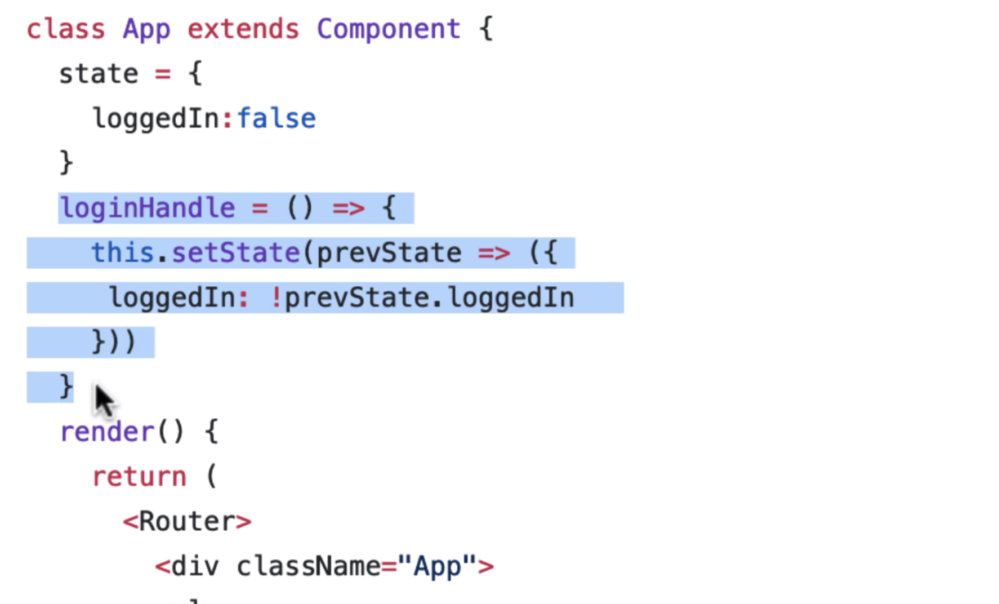 class App extends Component {
state = {
loggedIn:false
}
loginHandle = () => {
this.setState(prevState => ({
loggedIn: !prevState.loggedIn
}))
}
render() {
return (
<Router>
<div className="App">